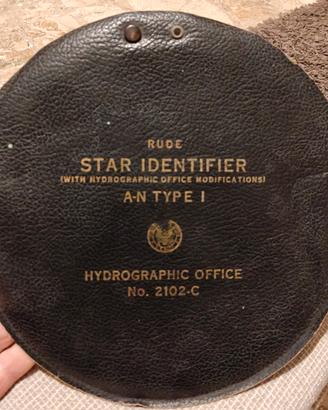 RUDE
STAR IDENTIFIER
(WITH HYDROGRAPHIC OFFICE MODIFICATIONS)
A-N TYPE I
HYDROGRAPHIC OFFICE
No. 2102-C